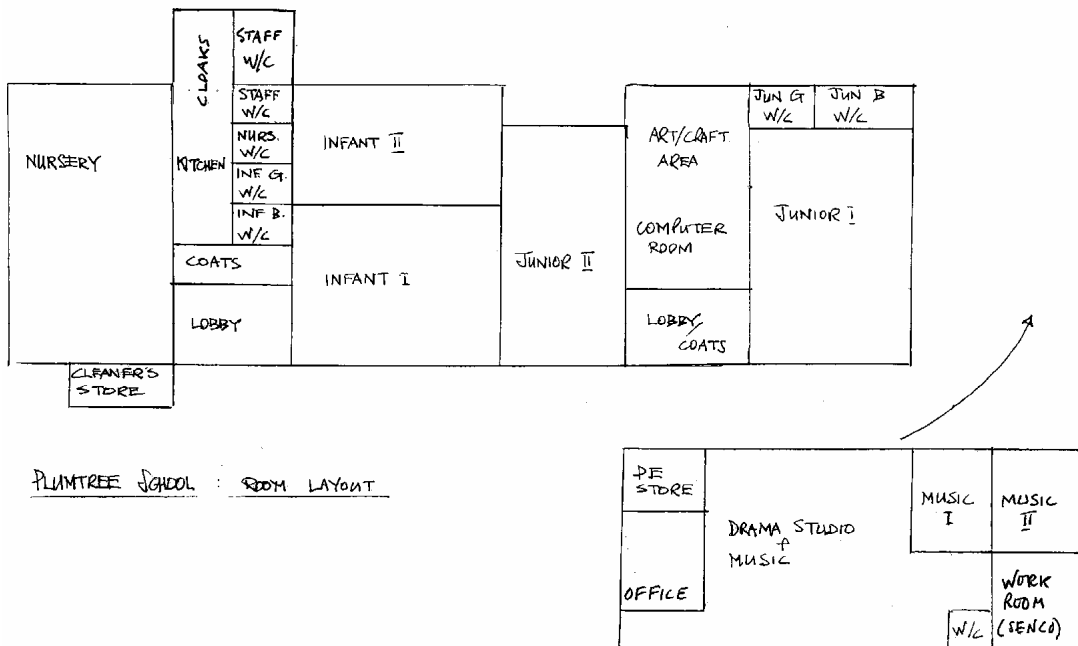 NURSERY
CLOAKS
KITCHEN
STAFF
W/C
STAFF
W/C
NURS.
W/C
INF G.
W/C
INF B.
W/C
COATS
LOBBY
CLEANER'S
STORE
INFANT II
INFANT I
JUNIOR II
ART/CRAFT
AREA
COMPUTER
ROOM
LOBBY/
COATS
JUN G
W/C
JUN B
W/C
JUNIOR I
PLUMTREE SCHOOL : ROOM LAYOUT
PE
STORE
OFFICE
DRAMA STUDIO
+
MUSIC
MUSIC
I
MUSIC
II
W/C
WORK
ROOM
(SENCO)